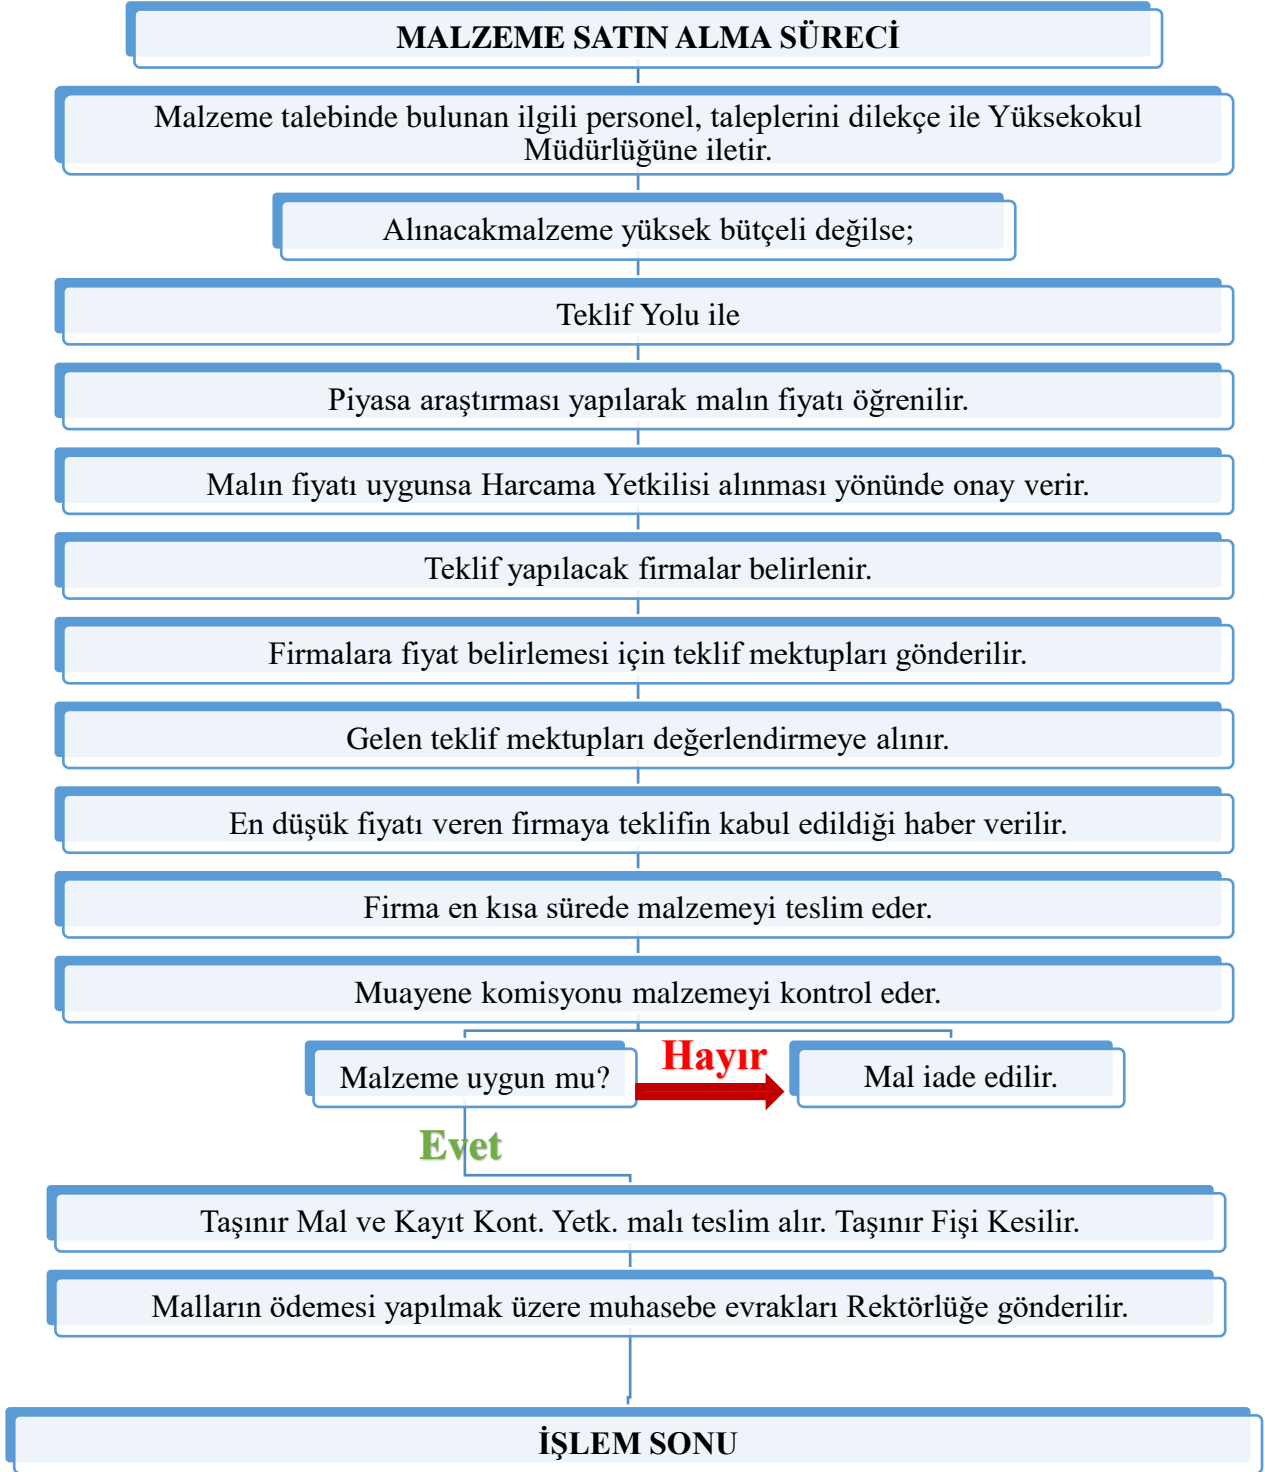 MALZEME SATIN ALMA SÜRECİ
Malzeme talebinde bulunan ilgili personel, taleplerini dilekçe ile Yüksekokul
Müdürlüğüne iletir.
Alınacakmalzeme yüksek bütçeli değilse;
Teklif Yolu ile
Piyasa araştırması yapılarak malın fiyatı öğrenilir.
Malın fiyatı uygunsa Harcama Yetkilisi alınması yönünde onay verir.
Teklif yapılacak firmalar belirlenir.
Firmalara fiyat belirlemesi için teklif mektupları gönderilir.
Gelen teklif mektupları değerlendirmeye alınır.
En düşük fiyatı veren firmaya teklifin kabul edildiği haber verilir.
Firma en kısa sürede malzemeyi teslim eder.
Muayene komisyonu malzemeyi kontrol eder.
Malzeme uygun mu?
Hayır
Mal iade edilir.
Evet
Taşınır Mal ve Kayıt Kont. Yetk. malı teslim alır. Taşınır Fişi Kesilir.
Malların ödemesi yapılmak üzere muhasebe evrakları Rektörlüğe gönderilir.
İŞLEM SONU